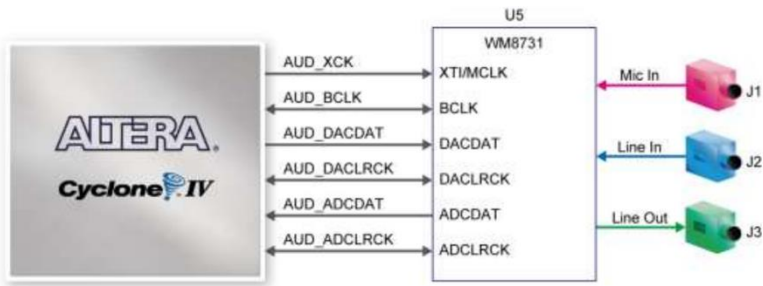 U5
WM8731
AUD_XCK
XTI/MCLK
Mic In
J1
AUD_BCLK
BCLK
ALTERA.
AUD_DACDAT
DACDAT
Line In
J2
Cyclone IV
AUD_DACLRCK
DACLRCK
AUD_ADCDAT
ADCDAT
Line Out
J3
AUD_ADCLRCK
ADCLRCK